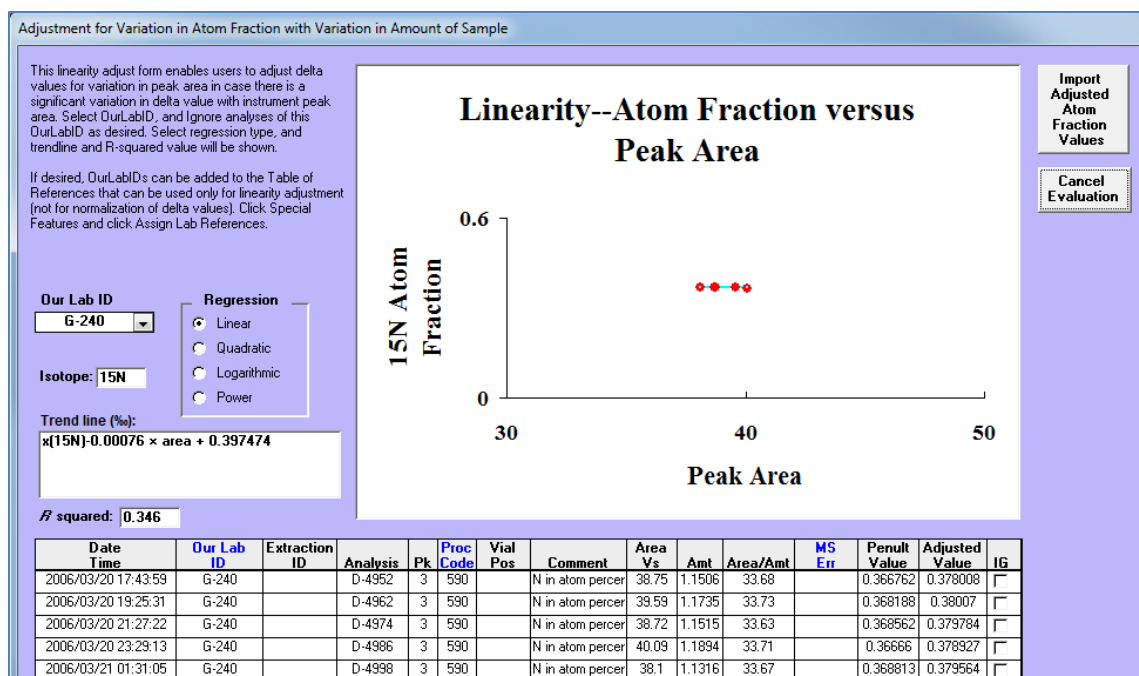 Adjustment for Variation in Atom Fraction with Variation in Amount of Sample
This linearity adjust form enables users to adjust delta
values for variation in peak area in case there is a
significant variation in delta value with instrument peak
area. Select OurLabID, and Ignore analyses of this
OurLabID as desired. Select regression type, and
trendline and R-squared value will be shown.
If desired, OurLabIDs can be added to the Table of
References that can be used only for linearity adjustment
(not for normalization of delta values). Click Special
Features and click Assign Lab References.
Our Lab ID
G-240
Isotope: 15N
Regression
Linear
Quadratic
Logarithmic
Power
Trend line (‰):
x(15N)-0.00076 × area + 0.397474
R squared: 0.346
Linearity--Atom Fraction versus
Peak Area
15N Atom
Fraction
0.6
0
30 40 50
Peak Area
Import
Adjusted
Atom
Fraction
Values
Cancel
Evaluation
Date Time Our Lab ID Extraction ID Analysis Pk Proc Code Vial Pos Comment Area Vs Amt Area/Amt MS Err Penult Value Adjusted Value IG
2006/03/20 17:43:59 G-240 D-4952 3 590 N in atom percer 38.75 1.1506 33.68 0.366762 0.378008
2006/03/20 19:25:31 G-240 D-4962 3 590 N in atom percer 39.59 1.1735 33.73 0.368188 0.38007
2006/03/20 21:27:22 G-240 D-4974 3 590 N in atom percer 38.72 1.1515 33.63 0.368562 0.379784
2006/03/20 23:29:13 G-240 D-4986 3 590 N in atom percer 40.09 1.1894 33.71 0.36666 0.378927
2006/03/21 01:31:05 G-240 D-4998 3 590 N in atom percer 38.1 1.1316 33.67 0.368813 0.379564